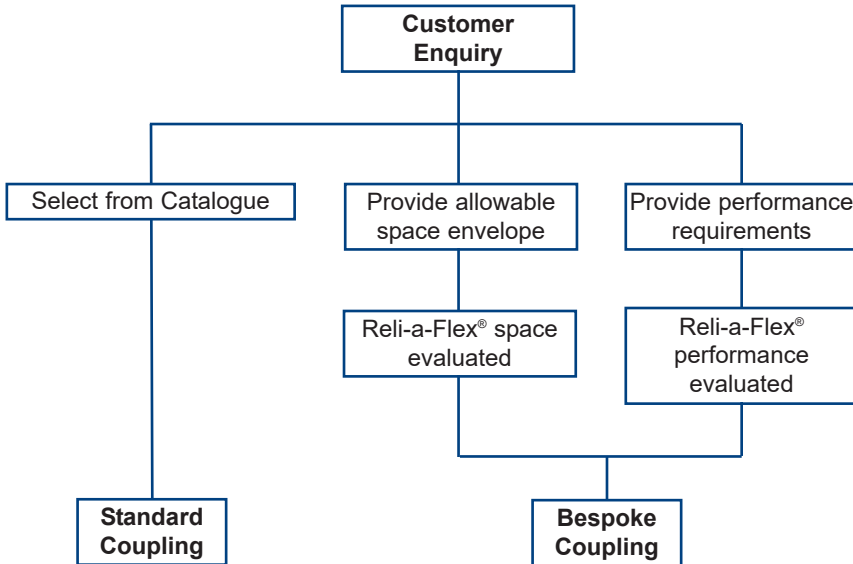 Customer
Enquiry
Select from Catalogue
Provide allowable
space envelope
Provide performance
requirements
Reli-a-Flex® space
evaluated
Reli-a-Flex®
performance
evaluated
Standard
Coupling
Bespoke
Coupling